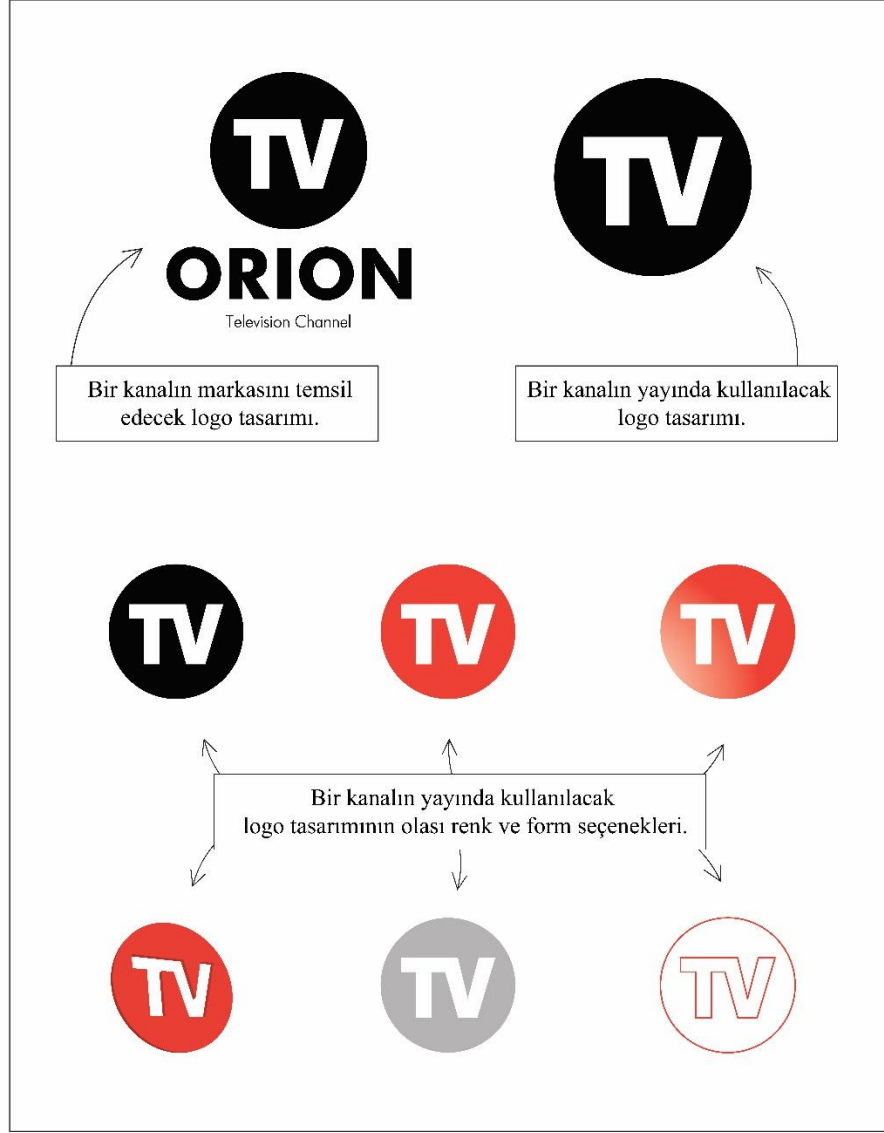 TV
ORION
Television Channel
TV
Bir kanalın markasını temsil
edecek logo tasarımı.
Bir kanalın yayında kullanılacak
logo tasarımı.
TV
TV
TV
Bir kanalın yayında kullanılacak
logo tasarımının olası renk ve form seçenekleri.
TV
TV
TV